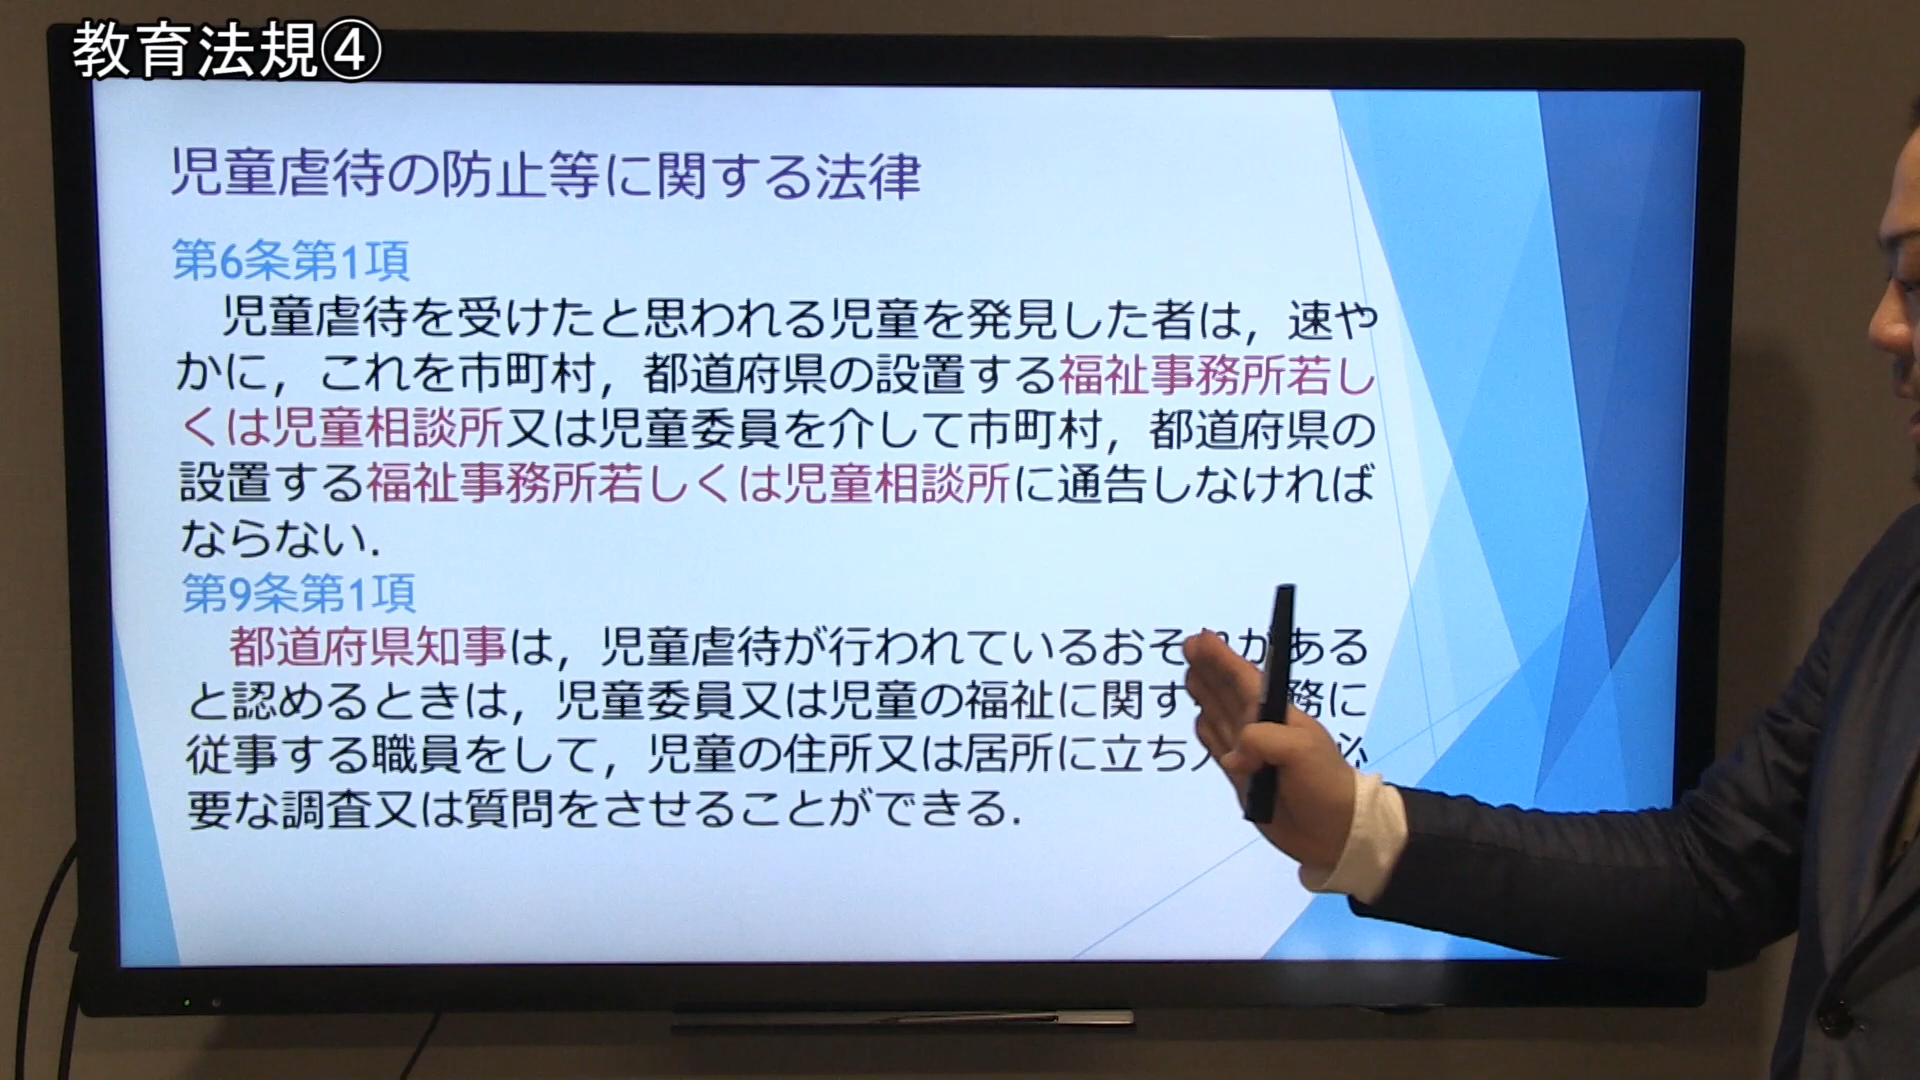 教育法規④
児童虐待の防止等に関する法律
第6条第1項
児童虐待を受けたと思われる児童を発見した者は，速や
かに，これを市町村，都道府県の設置する福祉事務所若し
くは児童相談所又は児童委員を介して市町村，都道府県の
設置する福祉事務所若しくは児童相談所に通告しなければ
ならない．
第9条第1項
都道府県知事は，児童虐待が行われているおそれがある
と認めるときは，児童委員又は児童の福祉に関す務に
従事する職員をして，児童の住所又は居所に立ち必
要な調査又は質問をさせることができる．